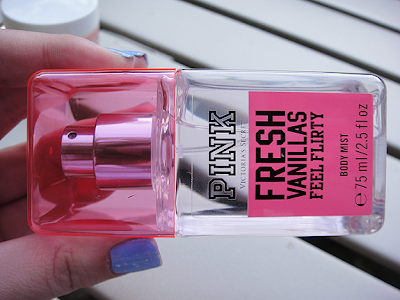 PINK
VICTORIA'S SECRET
FRESH
VANILLAS
FEEL FLIRTY
BODY MIST
℮ 75 ml/2.5 fl oz